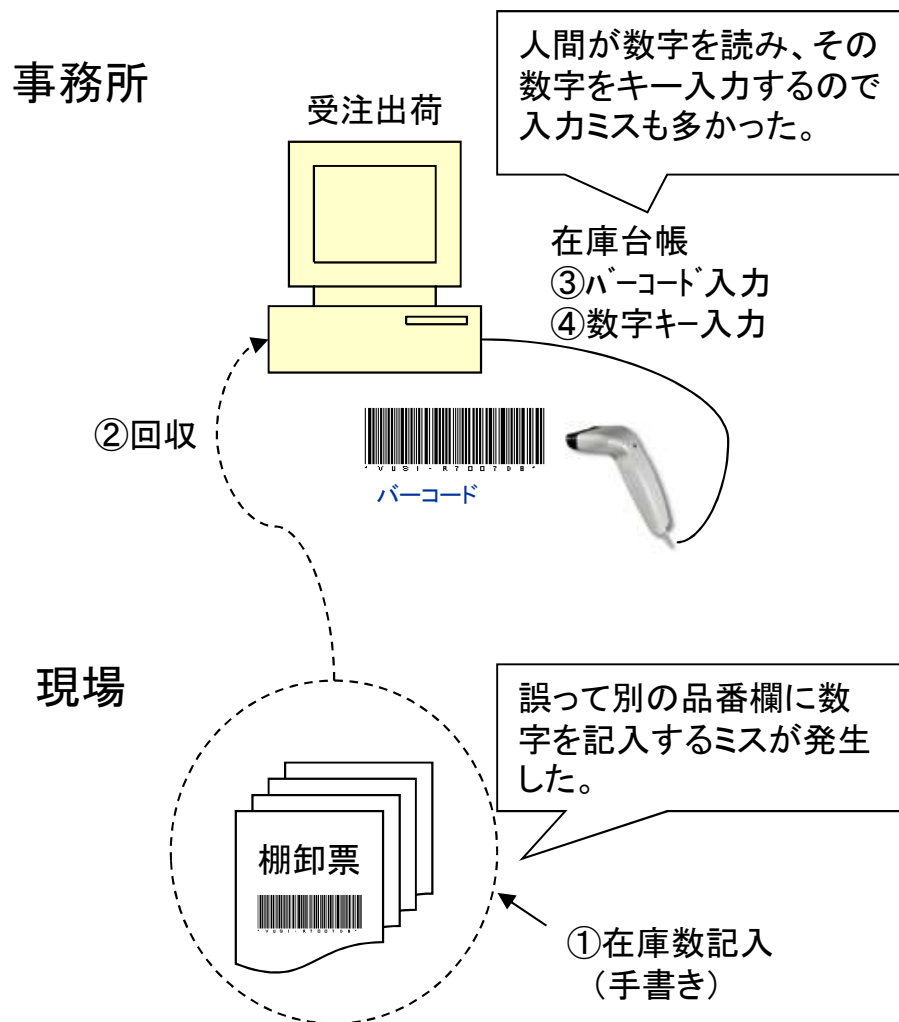 事務所
受注出荷
人間が数字を読み、その
数字をキー入力するので
入力ミスも多かった。
在庫台帳
③ﾊﾞｰｺｰﾄﾞ入力
④数字キー入力
②回収
*VUSI-R7007DB*
バーコード
現場
誤って別の品番欄に数
字を記入するミスが発生
した。
棚卸票
①在庫数記入
（手書き）